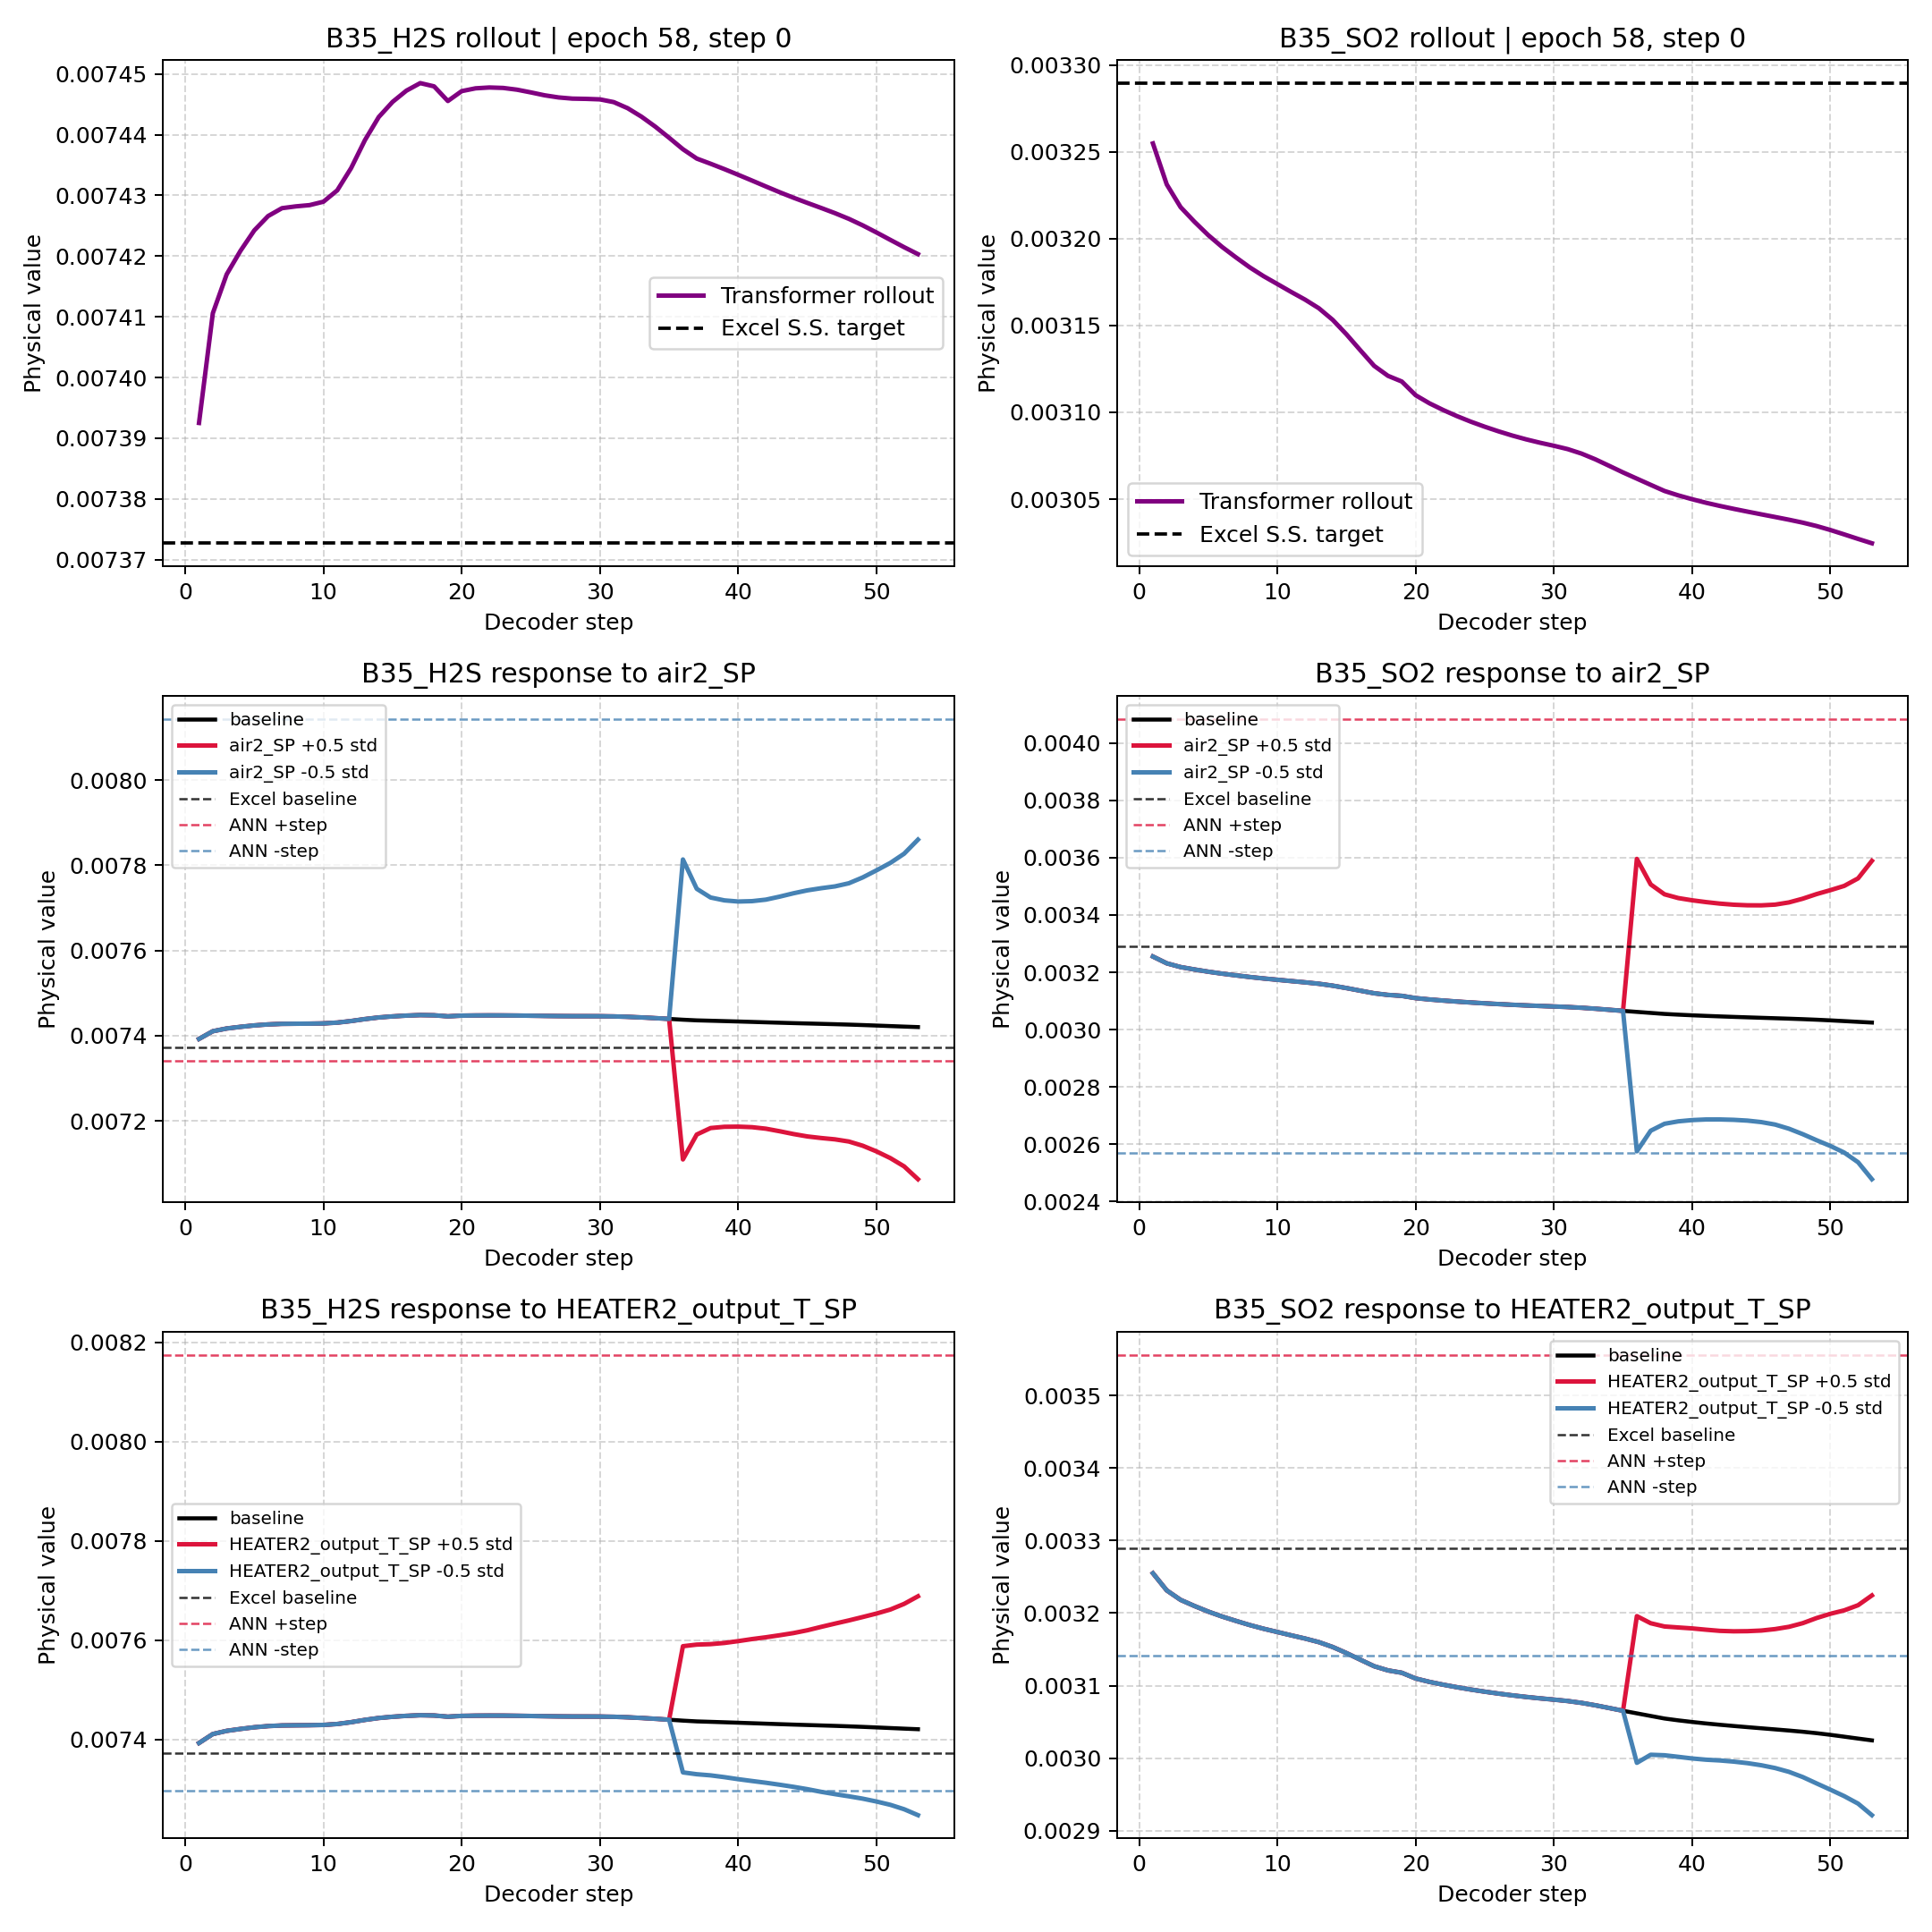 B35_H2S rollout | epoch 58, step 0
Physical value
0.00745
0.00744
0.00743
0.00742
0.00741
0.00740
0.00739
0.00738
0.00737
Transformer rollout
Excel S.S. target
0 10 20 30 40 50
Decoder step
B35_SO2 rollout | epoch 58, step 0
Physical value
0.00330
0.00325
0.00320
0.00315
0.00310
0.00305
Transformer rollout
Excel S.S. target
0 10 20 30 40 50
Decoder step
B35_H2S response to air2_SP
Physical value
0.0080
0.0078
0.0076
0.0074
0.0072
baseline
air2_SP +0.5 std
air2_SP -0.5 std
Excel baseline
ANN +step
ANN -step
0 10 20 30 40 50
Decoder step
B35_SO2 response to air2_SP
Physical value
0.0040
0.0038
0.0036
0.0034
0.0032
0.0030
0.0028
0.0026
0.0024
baseline
air2_SP +0.5 std
air2_SP -0.5 std
Excel baseline
ANN +step
ANN -step
0 10 20 30 40 50
Decoder step
B35_H2S response to HEATER2_output_T_SP
Physical value
0.0082
0.0080
0.0078
0.0076
0.0074
baseline
HEATER2_output_T_SP +0.5 std
HEATER2_output_T_SP -0.5 std
Excel baseline
ANN +step
ANN -step
0 10 20 30 40 50
Decoder step
B35_SO2 response to HEATER2_output_T_SP
Physical value
0.0035
0.0034
0.0033
0.0032
0.0031
0.0030
0.0029
baseline
HEATER2_output_T_SP +0.5 std
HEATER2_output_T_SP -0.5 std
Excel baseline
ANN +step
ANN -step
0 10 20 30 40 50
Decoder step